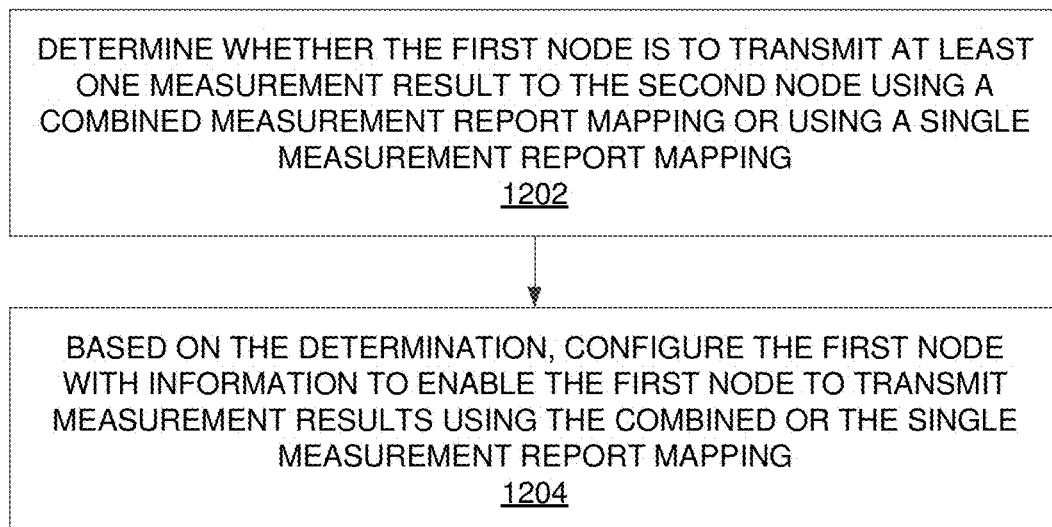 DETERMINE WHETHER THE FIRST NODE IS TO TRANSMIT AT LEAST
ONE MEASUREMENT RESULT TO THE SECOND NODE USING A
COMBINED MEASUREMENT REPORT MAPPING OR USING A SINGLE
MEASUREMENT REPORT MAPPING
1202
BASED ON THE DETERMINATION, CONFIGURE THE FIRST NODE
WITH INFORMATION TO ENABLE THE FIRST NODE TO TRANSMIT
MEASUREMENT RESULTS USING THE COMBINED OR THE SINGLE
MEASUREMENT REPORT MAPPING
1204